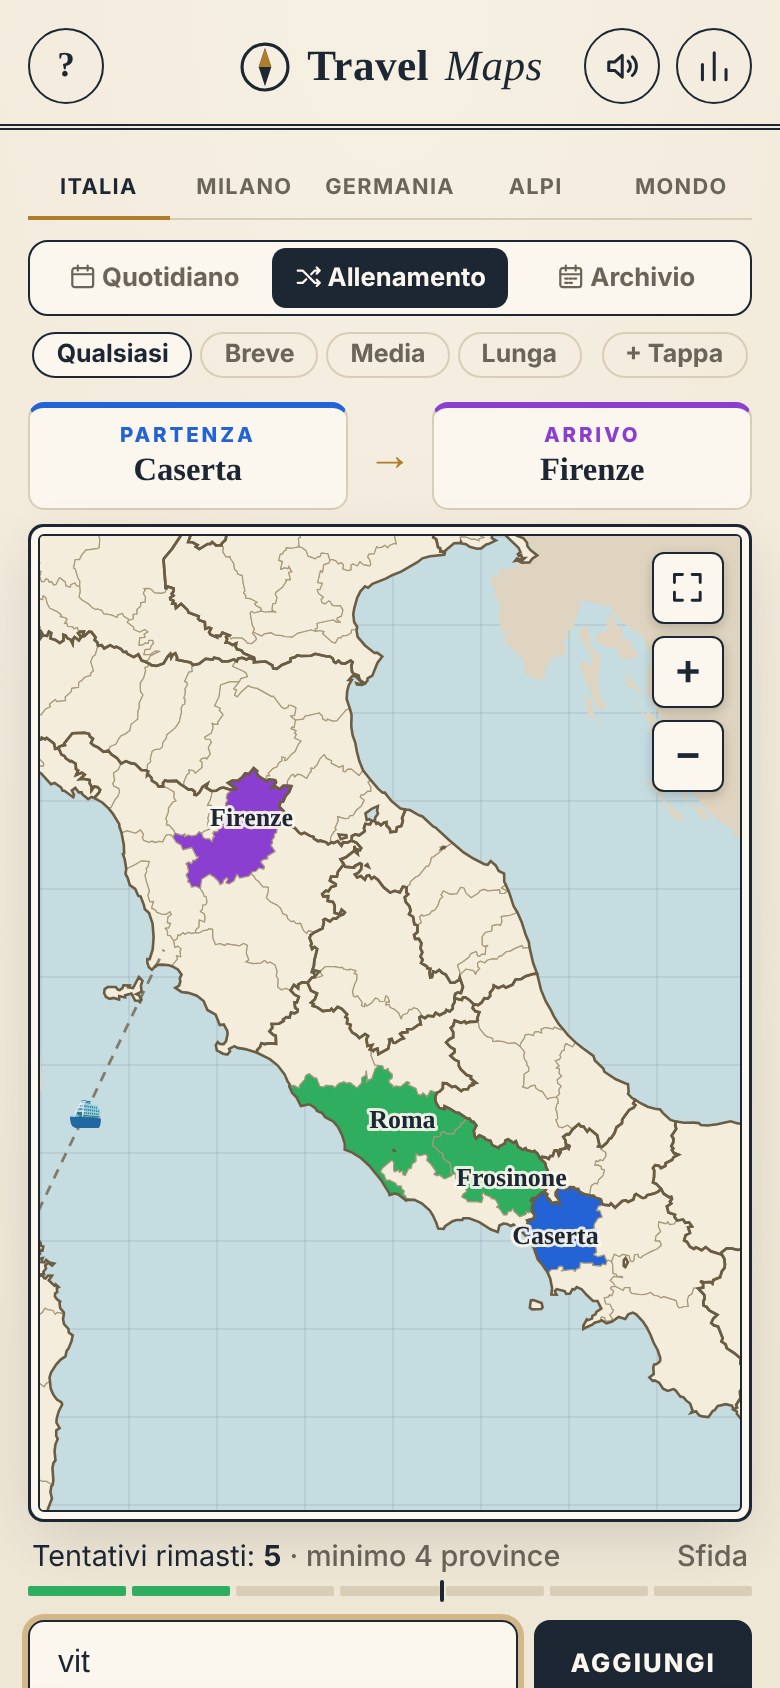 ?
Travel Maps
ITALIA MILANO GERMANIA ALPI MONDO
Quotidiano Allenamento Archivio
Qualsiasi Breve Media Lunga + Tappa
PARTENZA
Caserta
→
ARRIVO
Firenze
+
−
Firenze
Roma
Frosinone
Caserta
Tentativi rimasti: 5 · minimo 4 province
Sfida
vit
AGGIUNGI